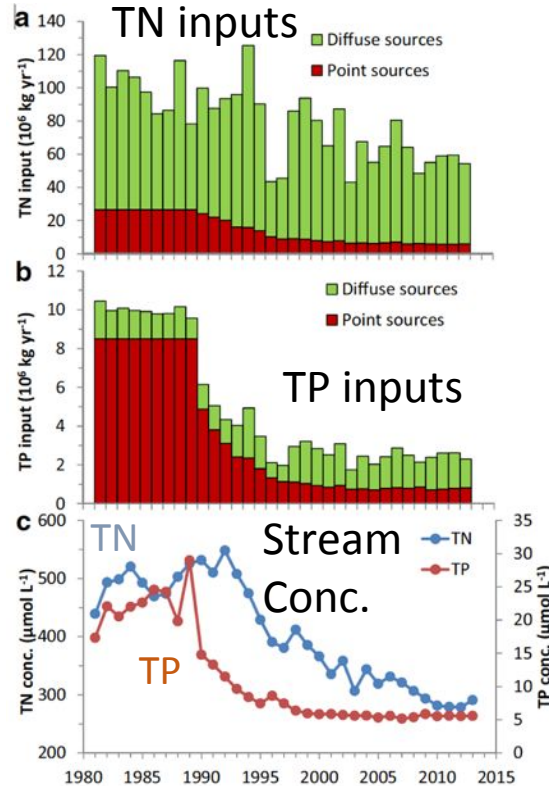 a
TN inputs
Diffuse sources
Point sources
TN input (10⁶ kg yr⁻¹)
140
120
100
80
60
40
20
0
b
Diffuse sources
Point sources
TP inputs
TP input (10⁶ kg yr⁻¹)
12
10
8
6
4
2
0
c
TN
TP
Stream
Conc.
TN
TP
TN conc. (µmol L⁻¹)
600
500
400
300
200
TP conc. (µmol L⁻¹)
35
30
25
20
15
10
5
0
1980 1985 1990 1995 2000 2005 2010 2015